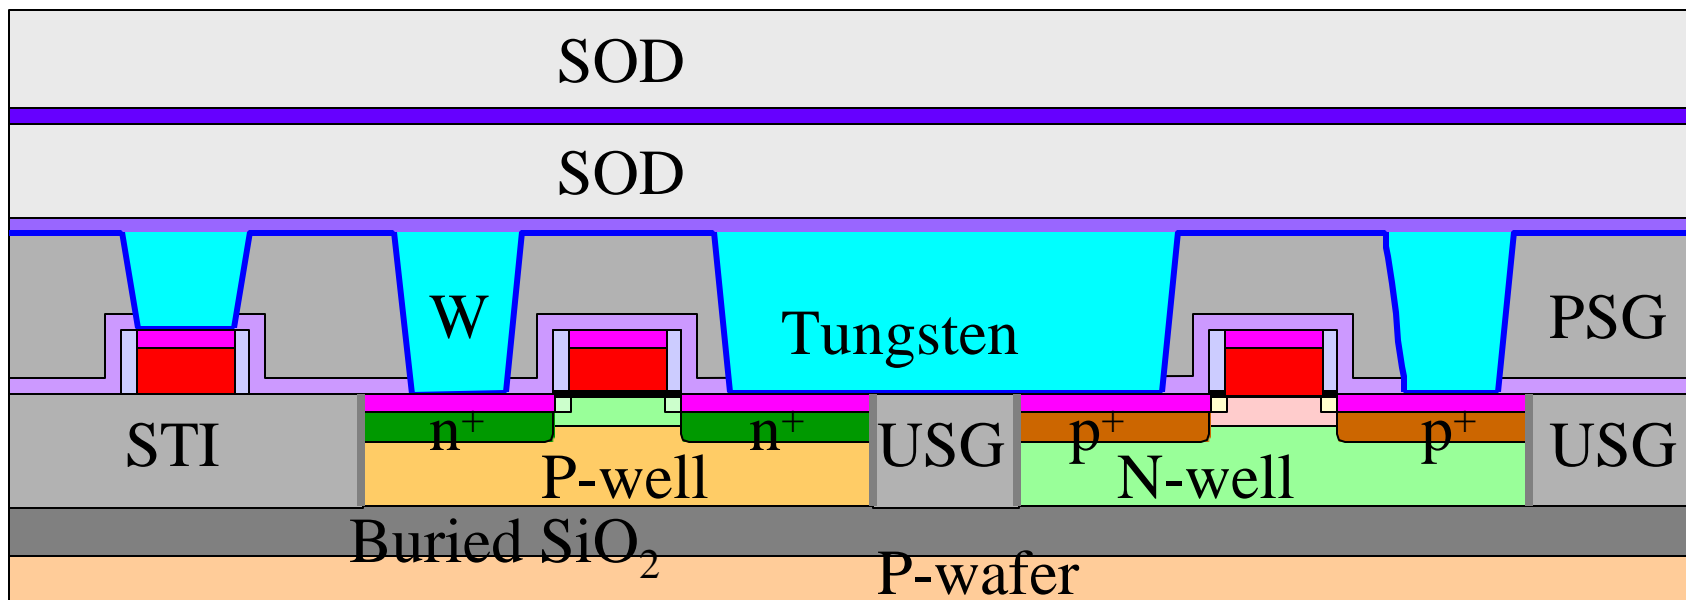 SOD
SOD
W
Tungsten
PSG
STI
n⁺
n⁺
USG
p⁺
p⁺
USG
P-well
N-well
Buried SiO₂
P-wafer